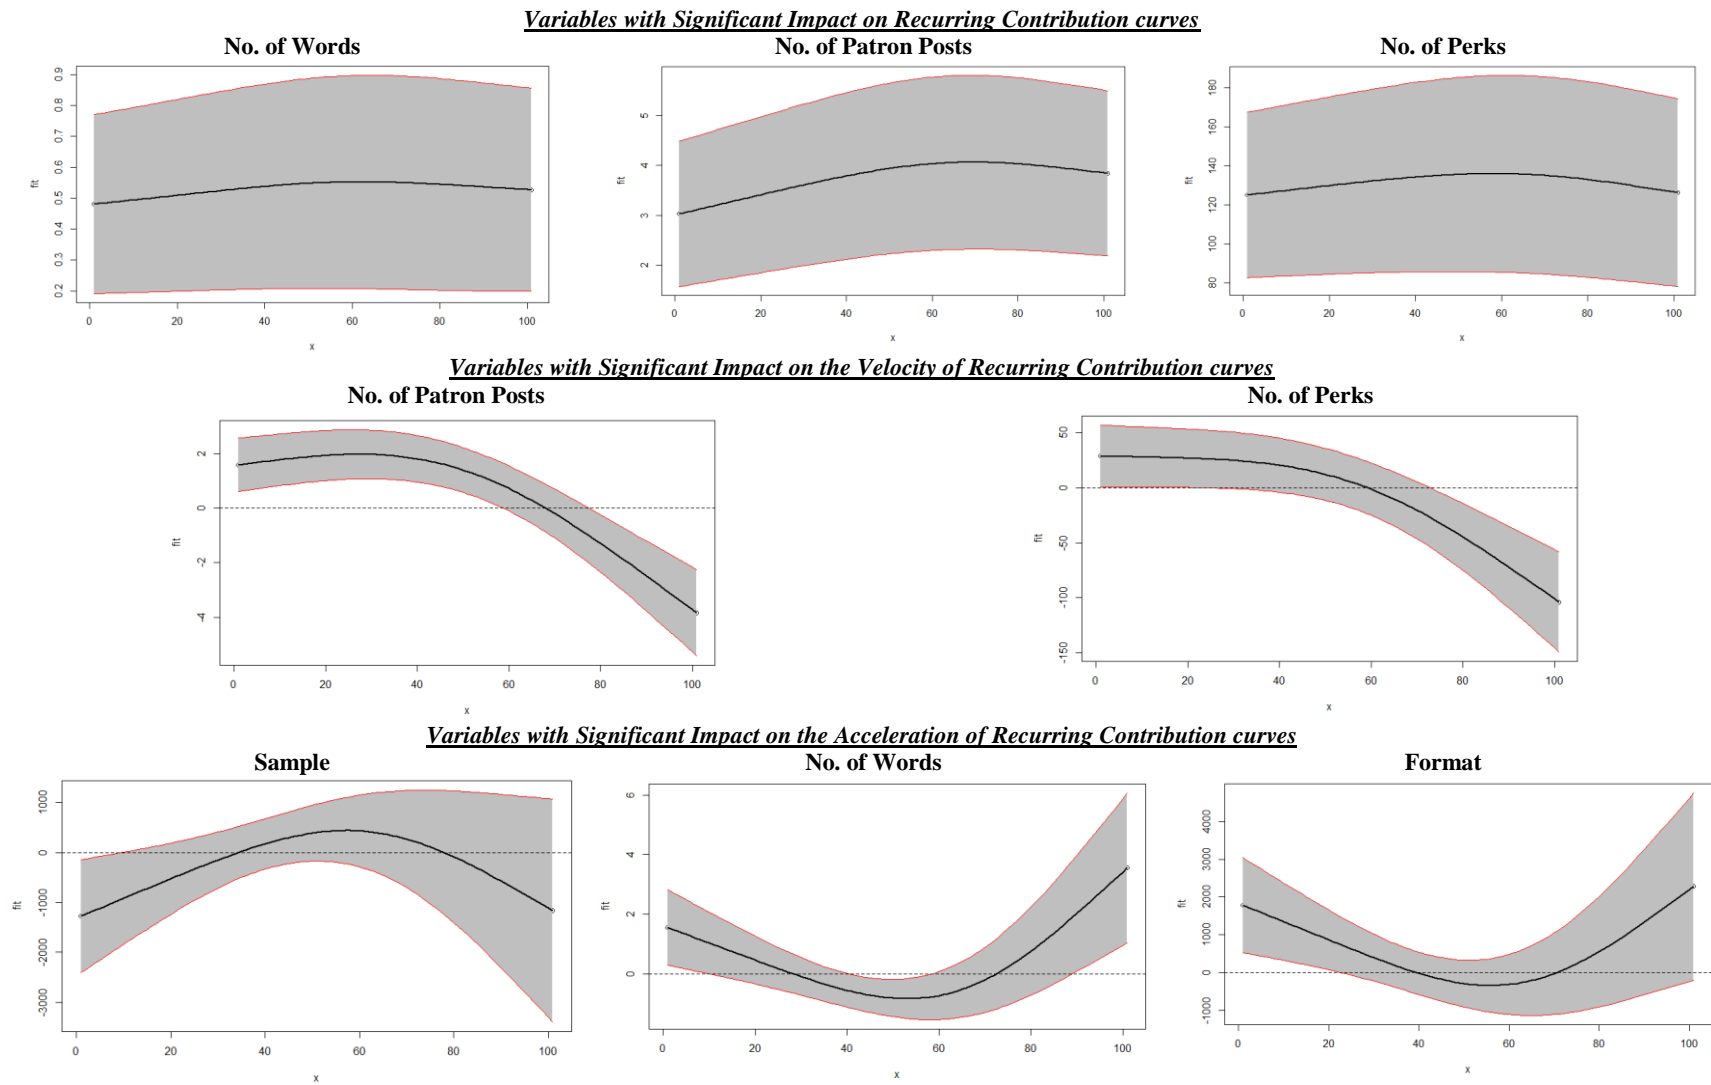 Variables with Significant Impact on Recurring Contribution curves
No. of Words
No. of Patron Posts
No. of Perks
fit
0.2 0.3 0.4 0.5 0.6 0.7 0.8 0.9
0 20 40 60 80 100
x
fit
2 3 4 5
0 20 40 60 80 100
x
fit
80 100 120 140 160 180
0 20 40 60 80 100
x
Variables with Significant Impact on the Velocity of Recurring Contribution curves
No. of Patron Posts
No. of Perks
fit
-4 -2 0 2
0 20 40 60 80 100
x
fit
-150 -100 -50 0 50
0 20 40 60 80 100
x
Variables with Significant Impact on the Acceleration of Recurring Contribution curves
Sample
No. of Words
Format
fit
-3000 -2000 -1000 0 1000
0 20 40 60 80 100
x
fit
0 2 4 6
0 20 40 60 80 100
x
fit
-1000 0 1000 2000 3000 4000
0 20 40 60 80 100
x